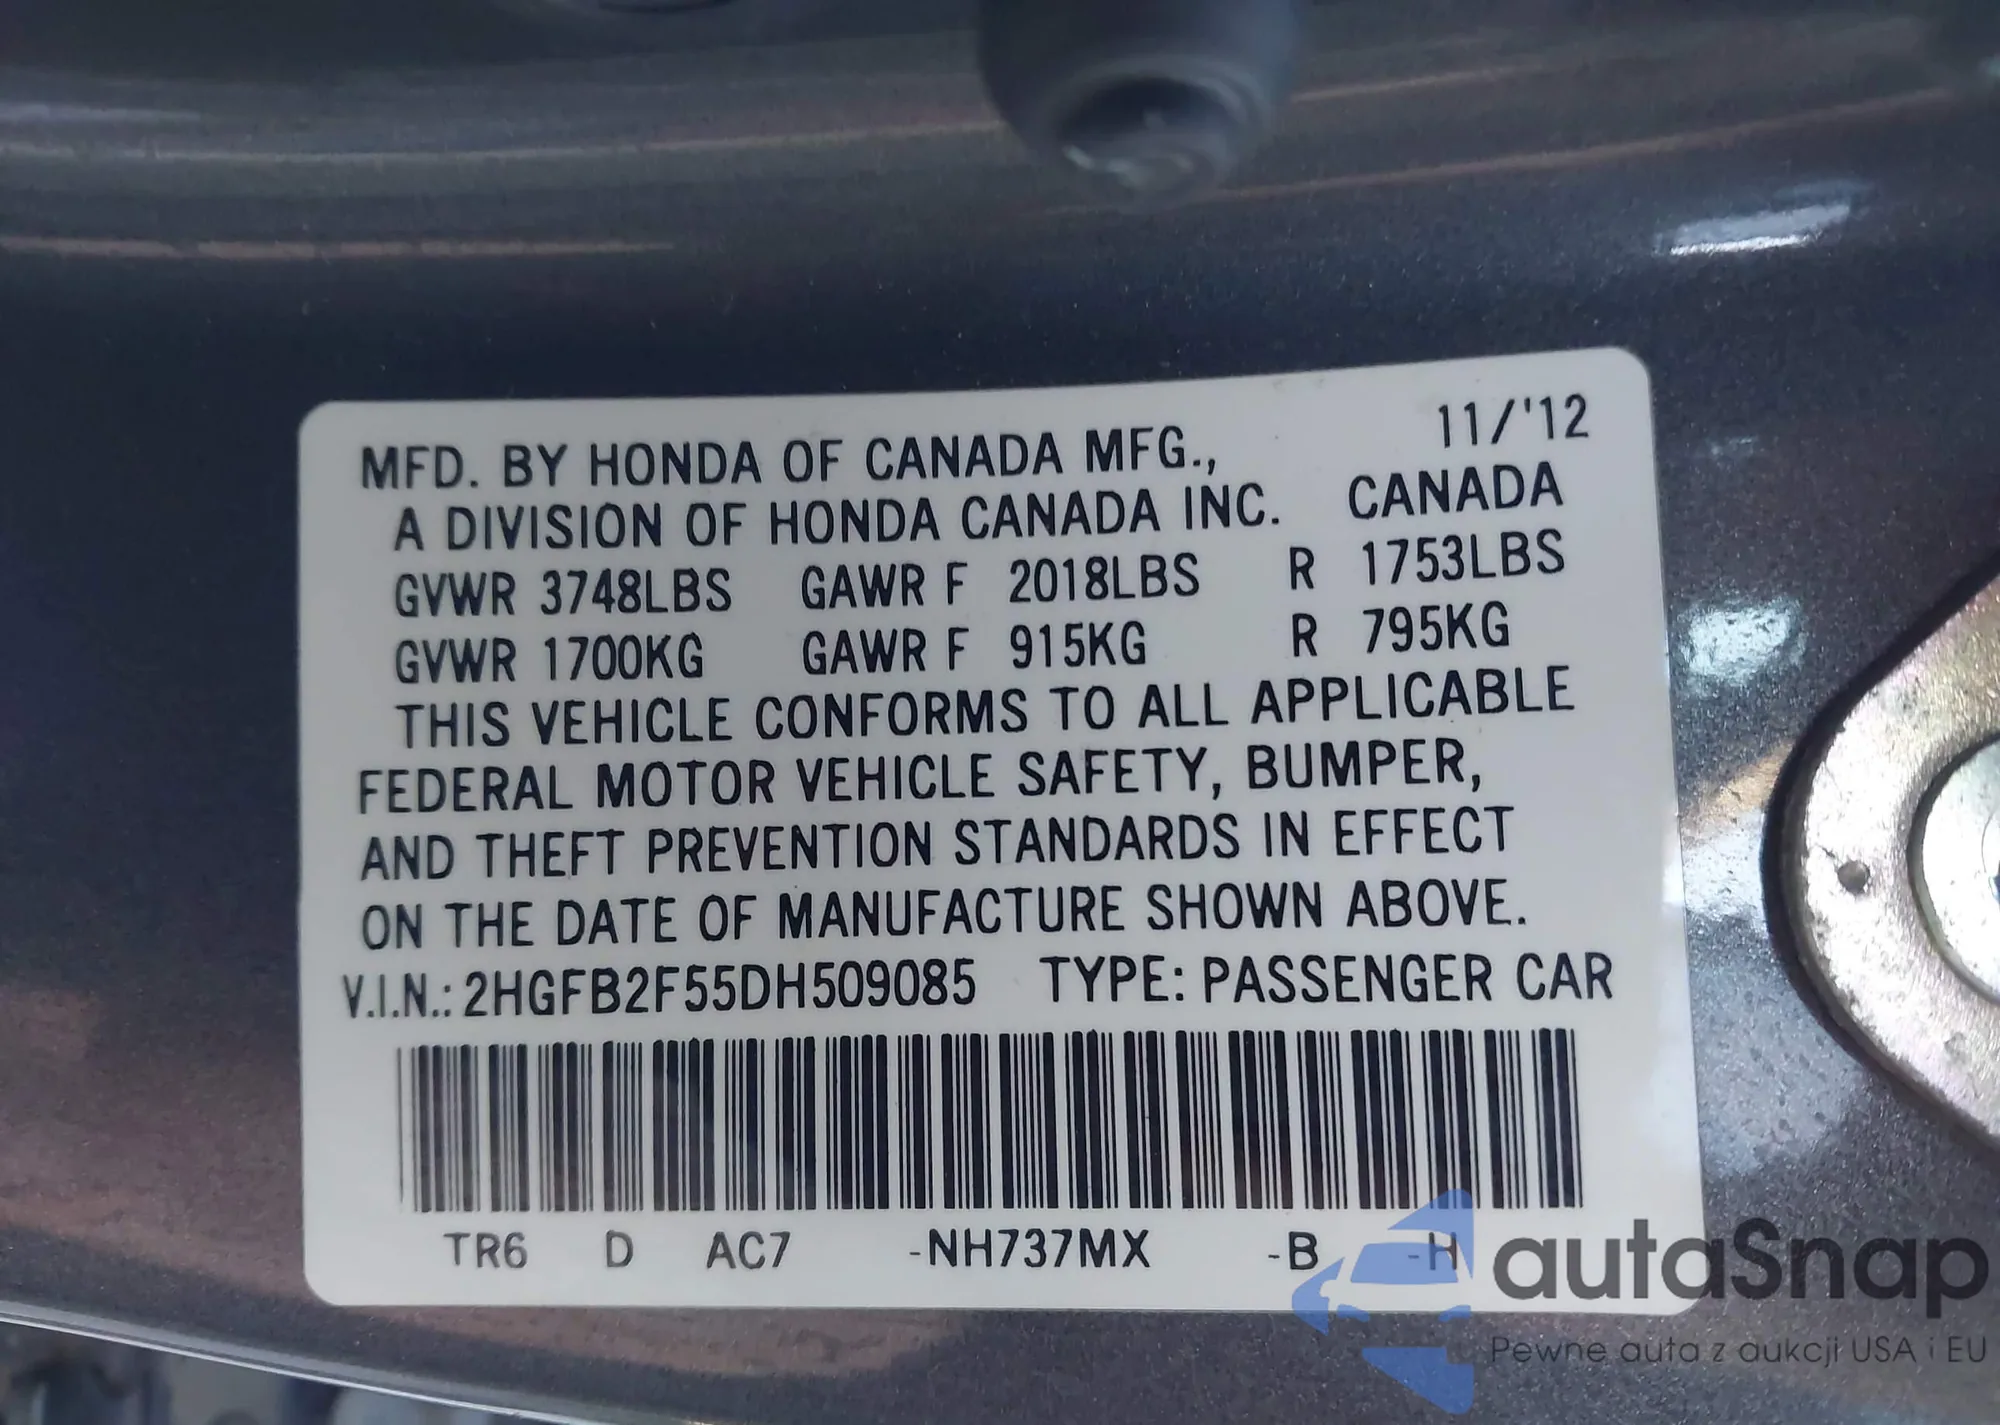 11/'12
MFD. BY HONDA OF CANADA MFG.,
A DIVISION OF HONDA CANADA INC. CANADA
GVWR 3748LBS GAWR F 2018LBS R 1753LBS
GVWR 1700KG GAWR F 915KG R 795KG
THIS VEHICLE CONFORMS TO ALL APPLICABLE
FEDERAL MOTOR VEHICLE SAFETY, BUMPER,
AND THEFT PREVENTION STANDARDS IN EFFECT
ON THE DATE OF MANUFACTURE SHOWN ABOVE.
V.I.N.: 2HGFB2F55DH509085 TYPE: PASSENGER CAR
TR6 D AC7 -NH737MX -B -H
autaSnap
Pewne auta z aukcji USA i EU